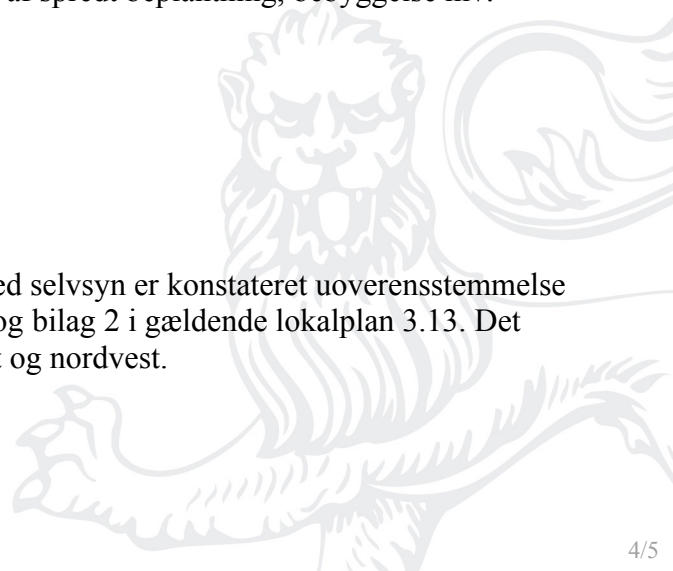 spredt beplantning, bebyggelse mv.
ed selvsyn er konstateret uoverensstemmelse
og bilag 2 i gældende lokalplan 3.13. Det
t og nordvest.
4/5